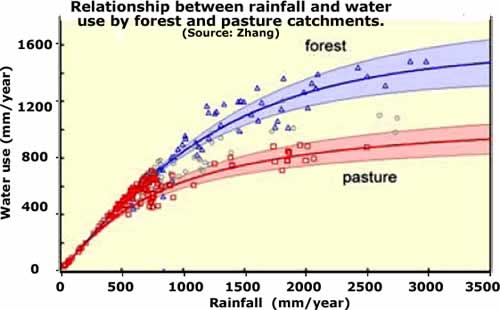 Relationship between rainfall and water
use by forest and pasture catchments.
(Source: Zhang)
Water use (mm/year)
1600
1200
800
400
0
forest
pasture
0 500 1000 1500 2000 2500 3000 3500
Rainfall (mm/year)